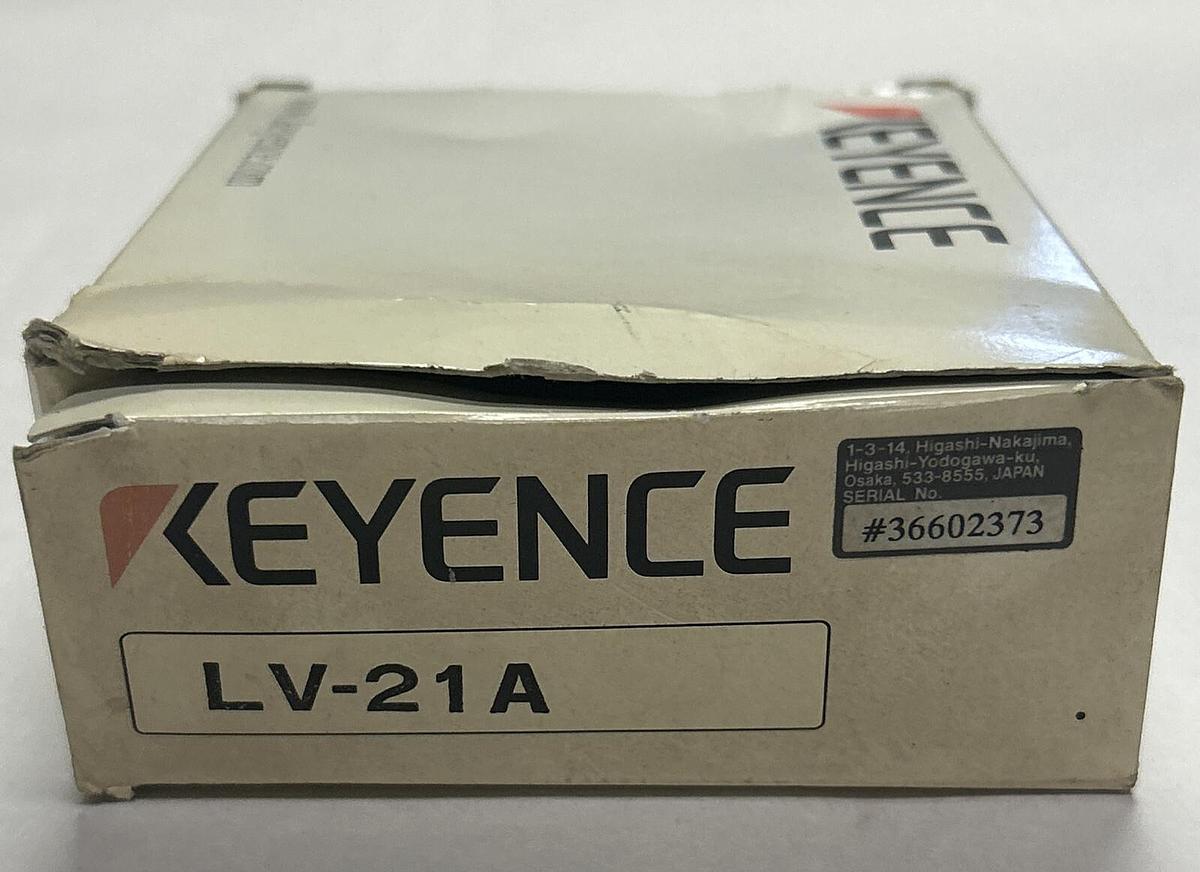 KEYENCE
KEYENCE
1-3-14, Higashi-Nakajima,
Higashi-Yodogawa-ku,
Osaka, 533-8555, JAPAN
SERIAL No.
#36602373
LV-21A